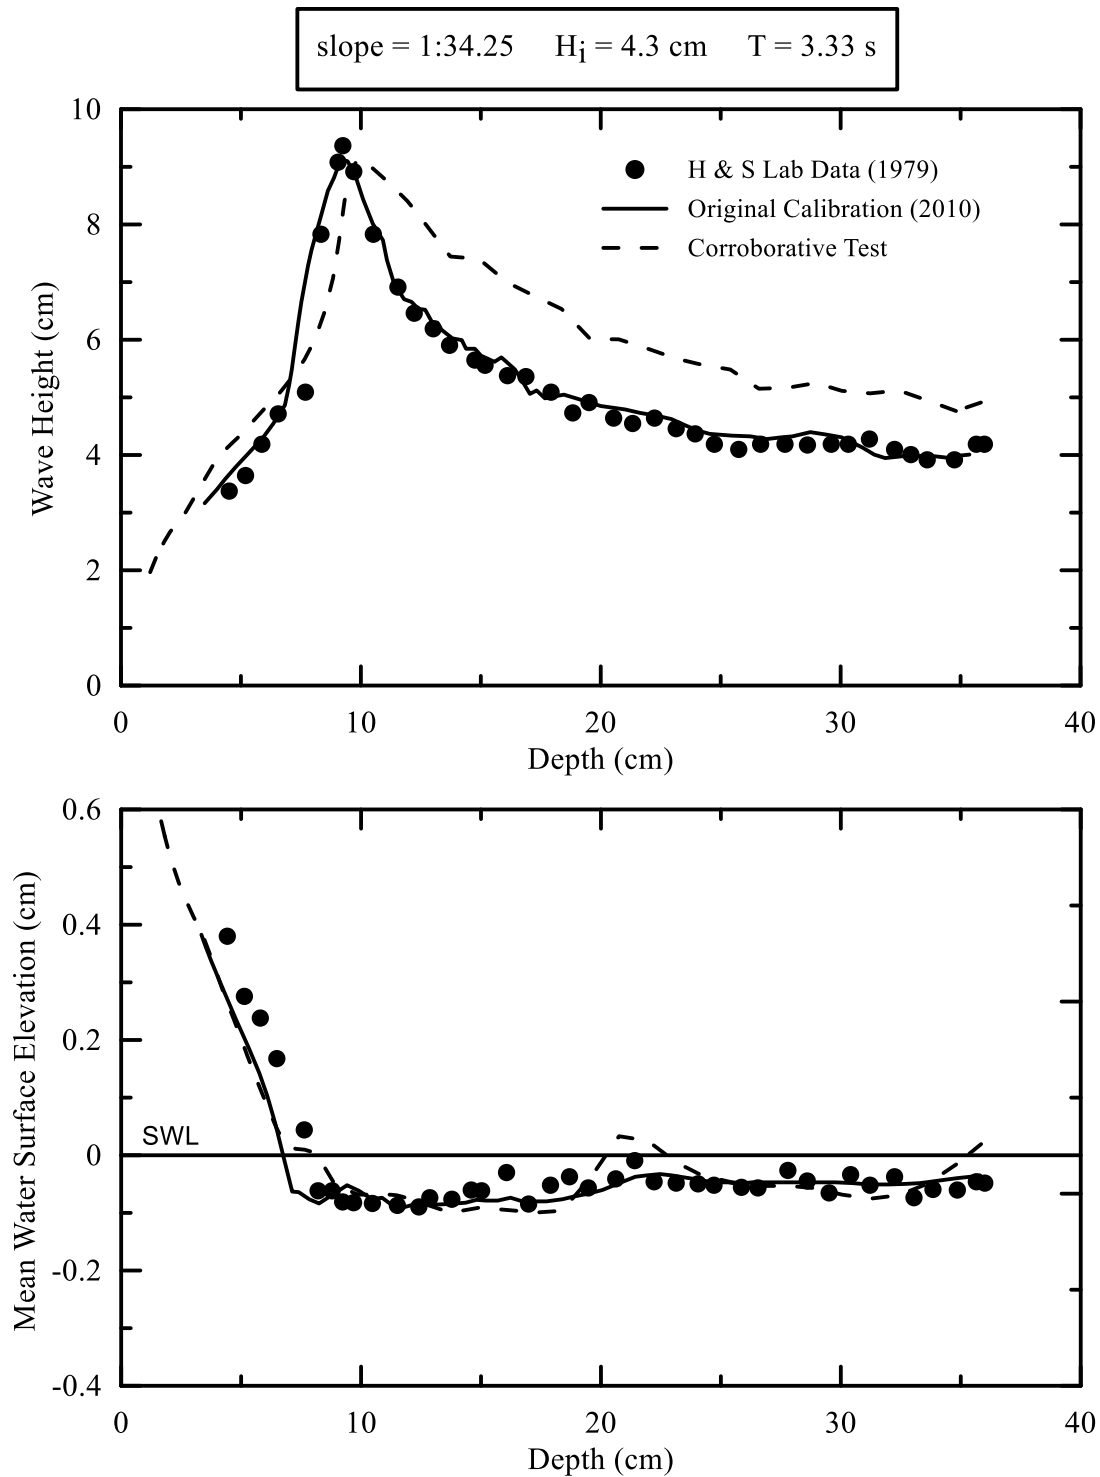 slope = 1:34.25 Hi = 4.3 cm T = 3.33 s
10
8
6
4
2
0
Wave Height (cm)
H & S Lab Data (1979)
Original Calibration (2010)
Corroborative Test
0 10 20 30 40
Depth (cm)
0.6
0.4
0.2
0
-0.2
-0.4
Mean Water Surface Elevation (cm)
SWL
0 10 20 30 40
Depth (cm)